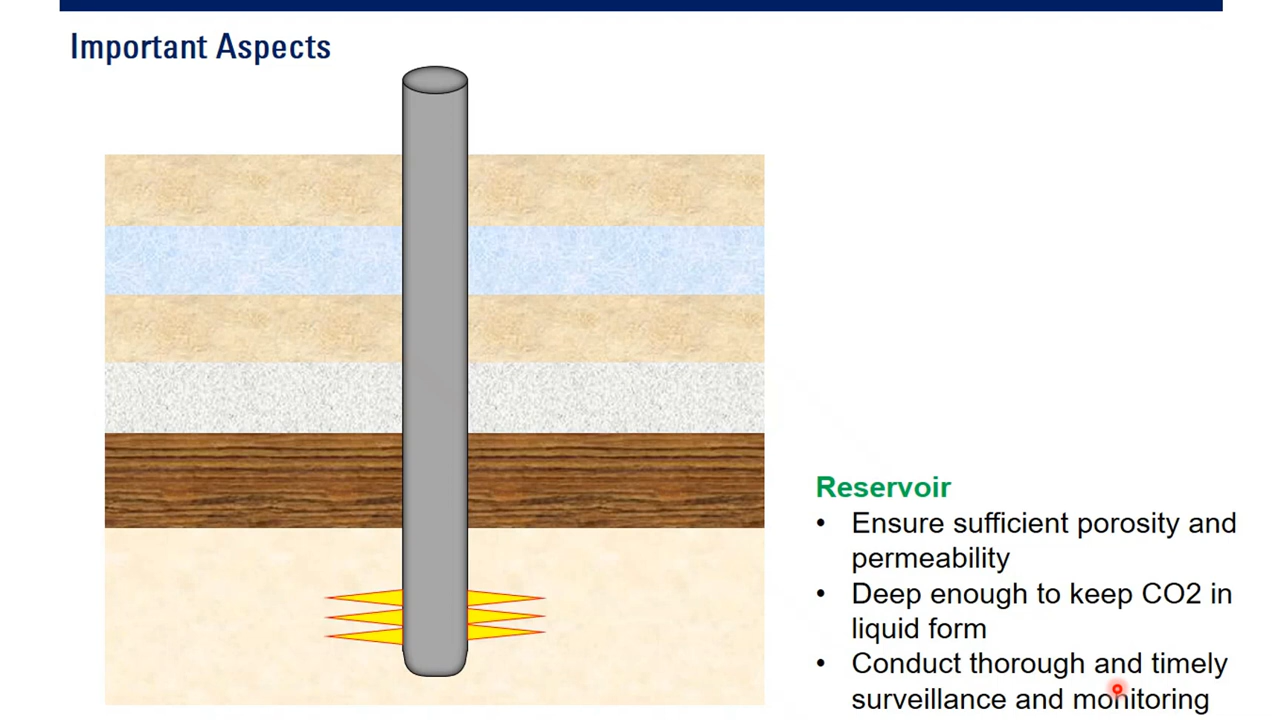 Important Aspects
Reservoir
• Ensure sufficient porosity and
permeability
• Deep enough to keep CO2 in
liquid form
• Conduct thorough and timely
surveillance and monitoring